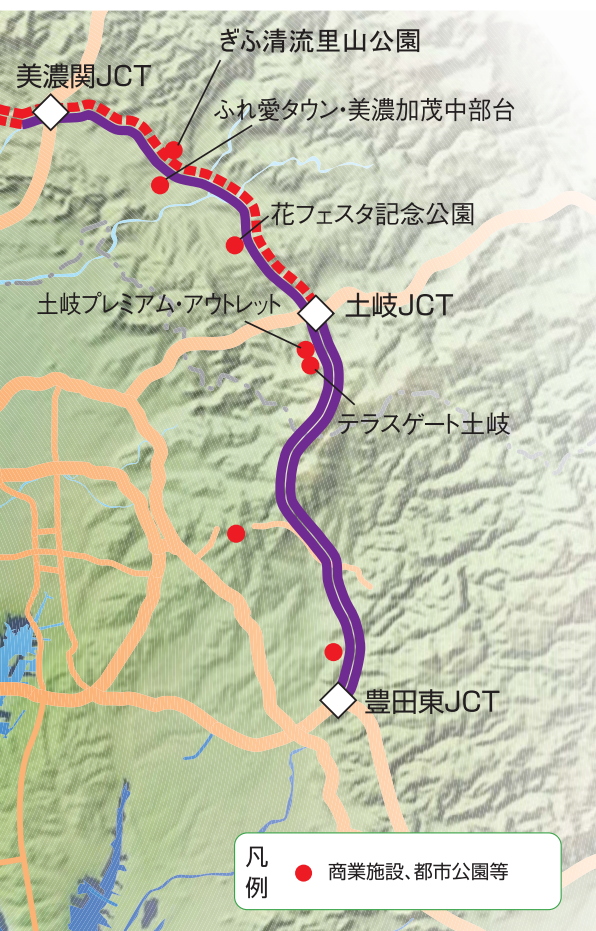 ぎふ清流里山公園
美濃関JCT
ふれ愛タウン・美濃加茂中部台
花フェスタ記念公園
土岐プレミアム・アウトレット
土岐JCT
テラスゲート土岐
豊田東JCT
凡例
商業施設、都市公園等